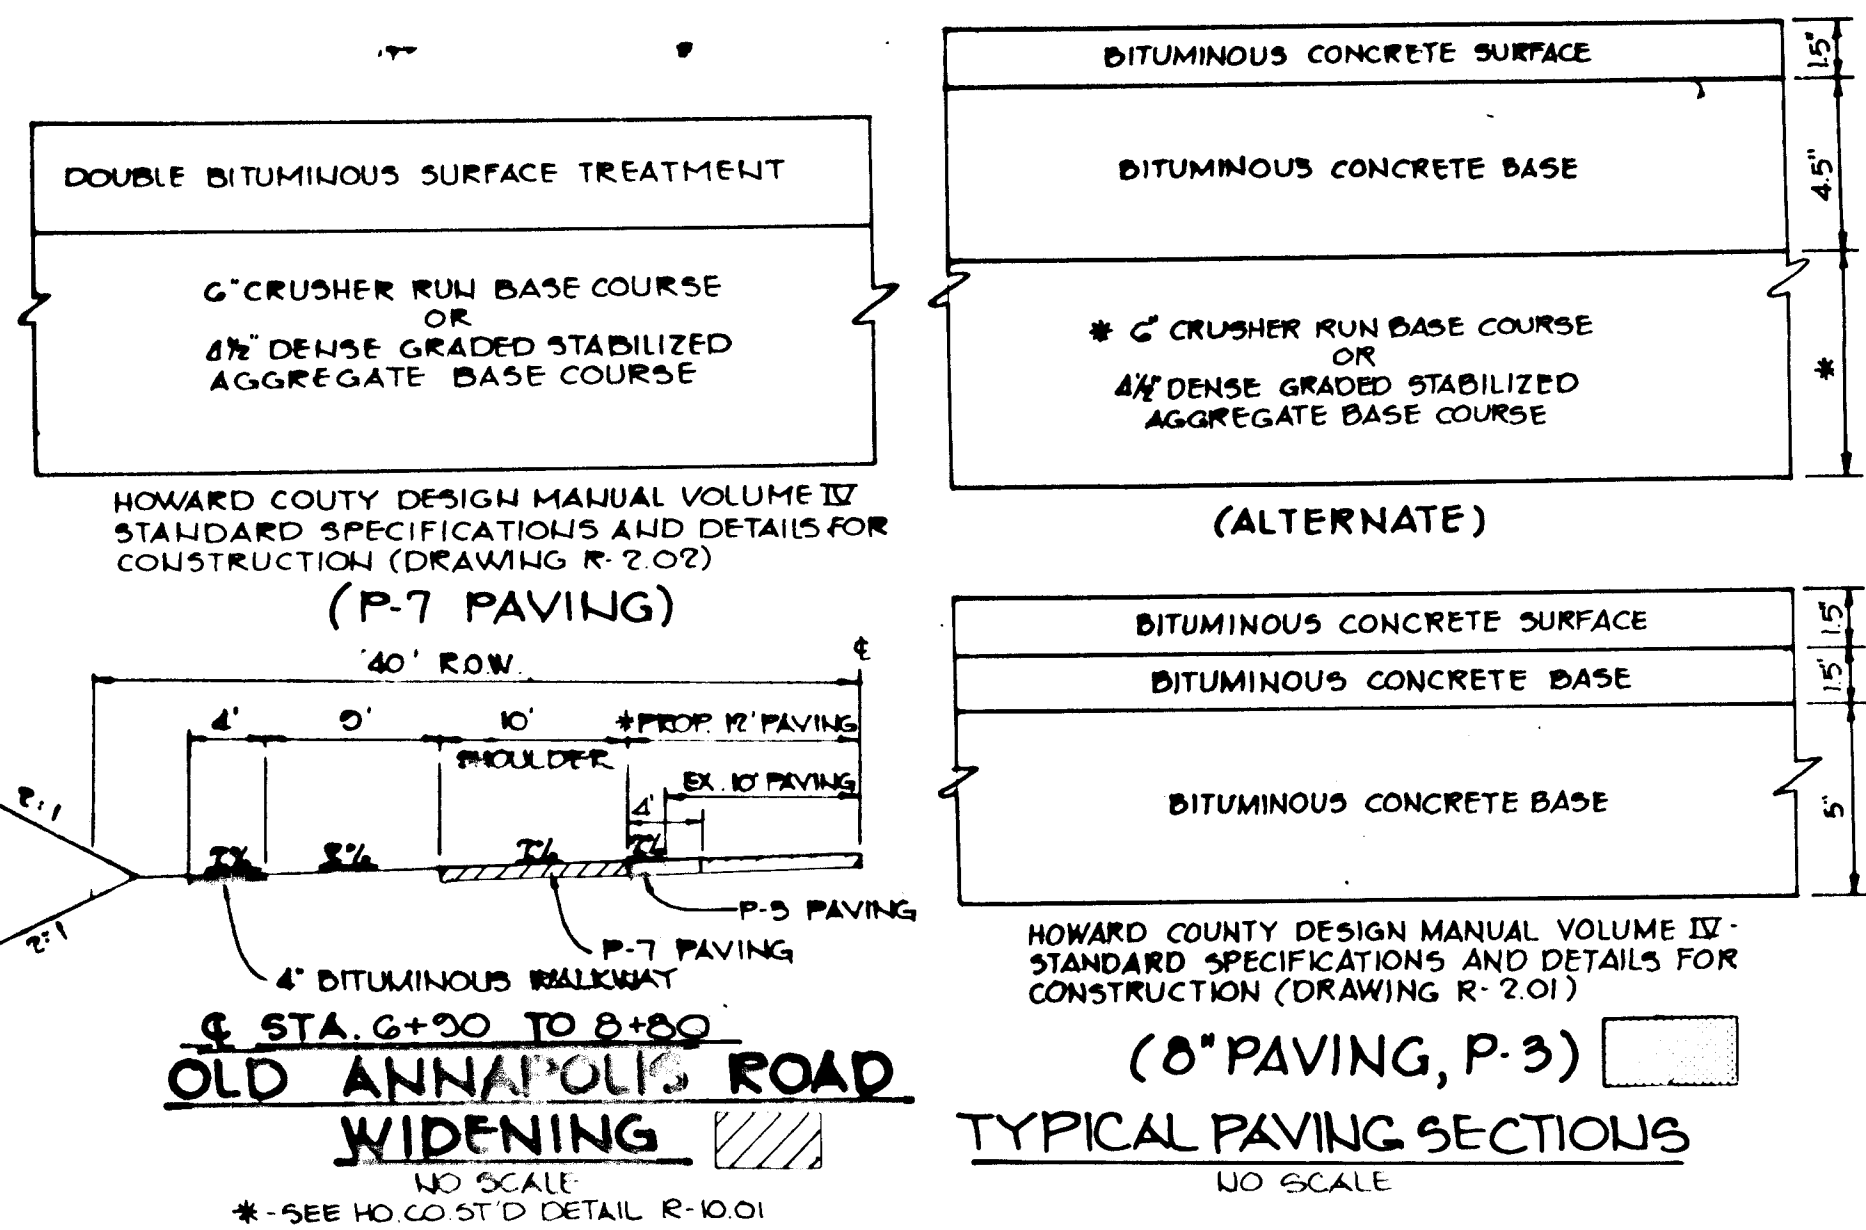 DOUBLE BITUMINOUS SURFACE TREATMENT
6" CRUSHER RUN BASE COURSE
OR
4½" DENSE GRADED STABILIZED
AGGREGATE BASE COURSE
HOWARD COUTY DESIGN MANUAL VOLUME IV
STANDARD SPECIFICATIONS AND DETAILS FOR
CONSTRUCTION (DRAWING R-2.02)
(P-7 PAVING)
40' R.O.W.
℄
4'
9'
10'
SHOULDER
*PROP. 12' PAVING
EX. 10' PAVING
4'
2:1
2:1
P-3 PAVING
P-7 PAVING
4" BITUMINOUS WALKWAY
℄ STA. 6+90 TO 8+80
OLD ANNAPOLIS ROAD
WIDENING
NO SCALE
*-SEE HO.CO.ST'D DETAIL R-10.01
BITUMINOUS CONCRETE SURFACE
1.5"
BITUMINOUS CONCRETE BASE
4.5"
* 6" CRUSHER RUN BASE COURSE
OR
4½" DENSE GRADED STABILIZED
AGGREGATE BASE COURSE
*
(ALTERNATE)
BITUMINOUS CONCRETE SURFACE
1.5"
BITUMINOUS CONCRETE BASE
1.5"
BITUMINOUS CONCRETE BASE
5"
HOWARD COUNTY DESIGN MANUAL VOLUME IV -
STANDARD SPECIFICATIONS AND DETAILS FOR
CONSTRUCTION (DRAWING R-2.01)
(8" PAVING, P-3)
TYPICAL PAVING SECTIONS
NO SCALE